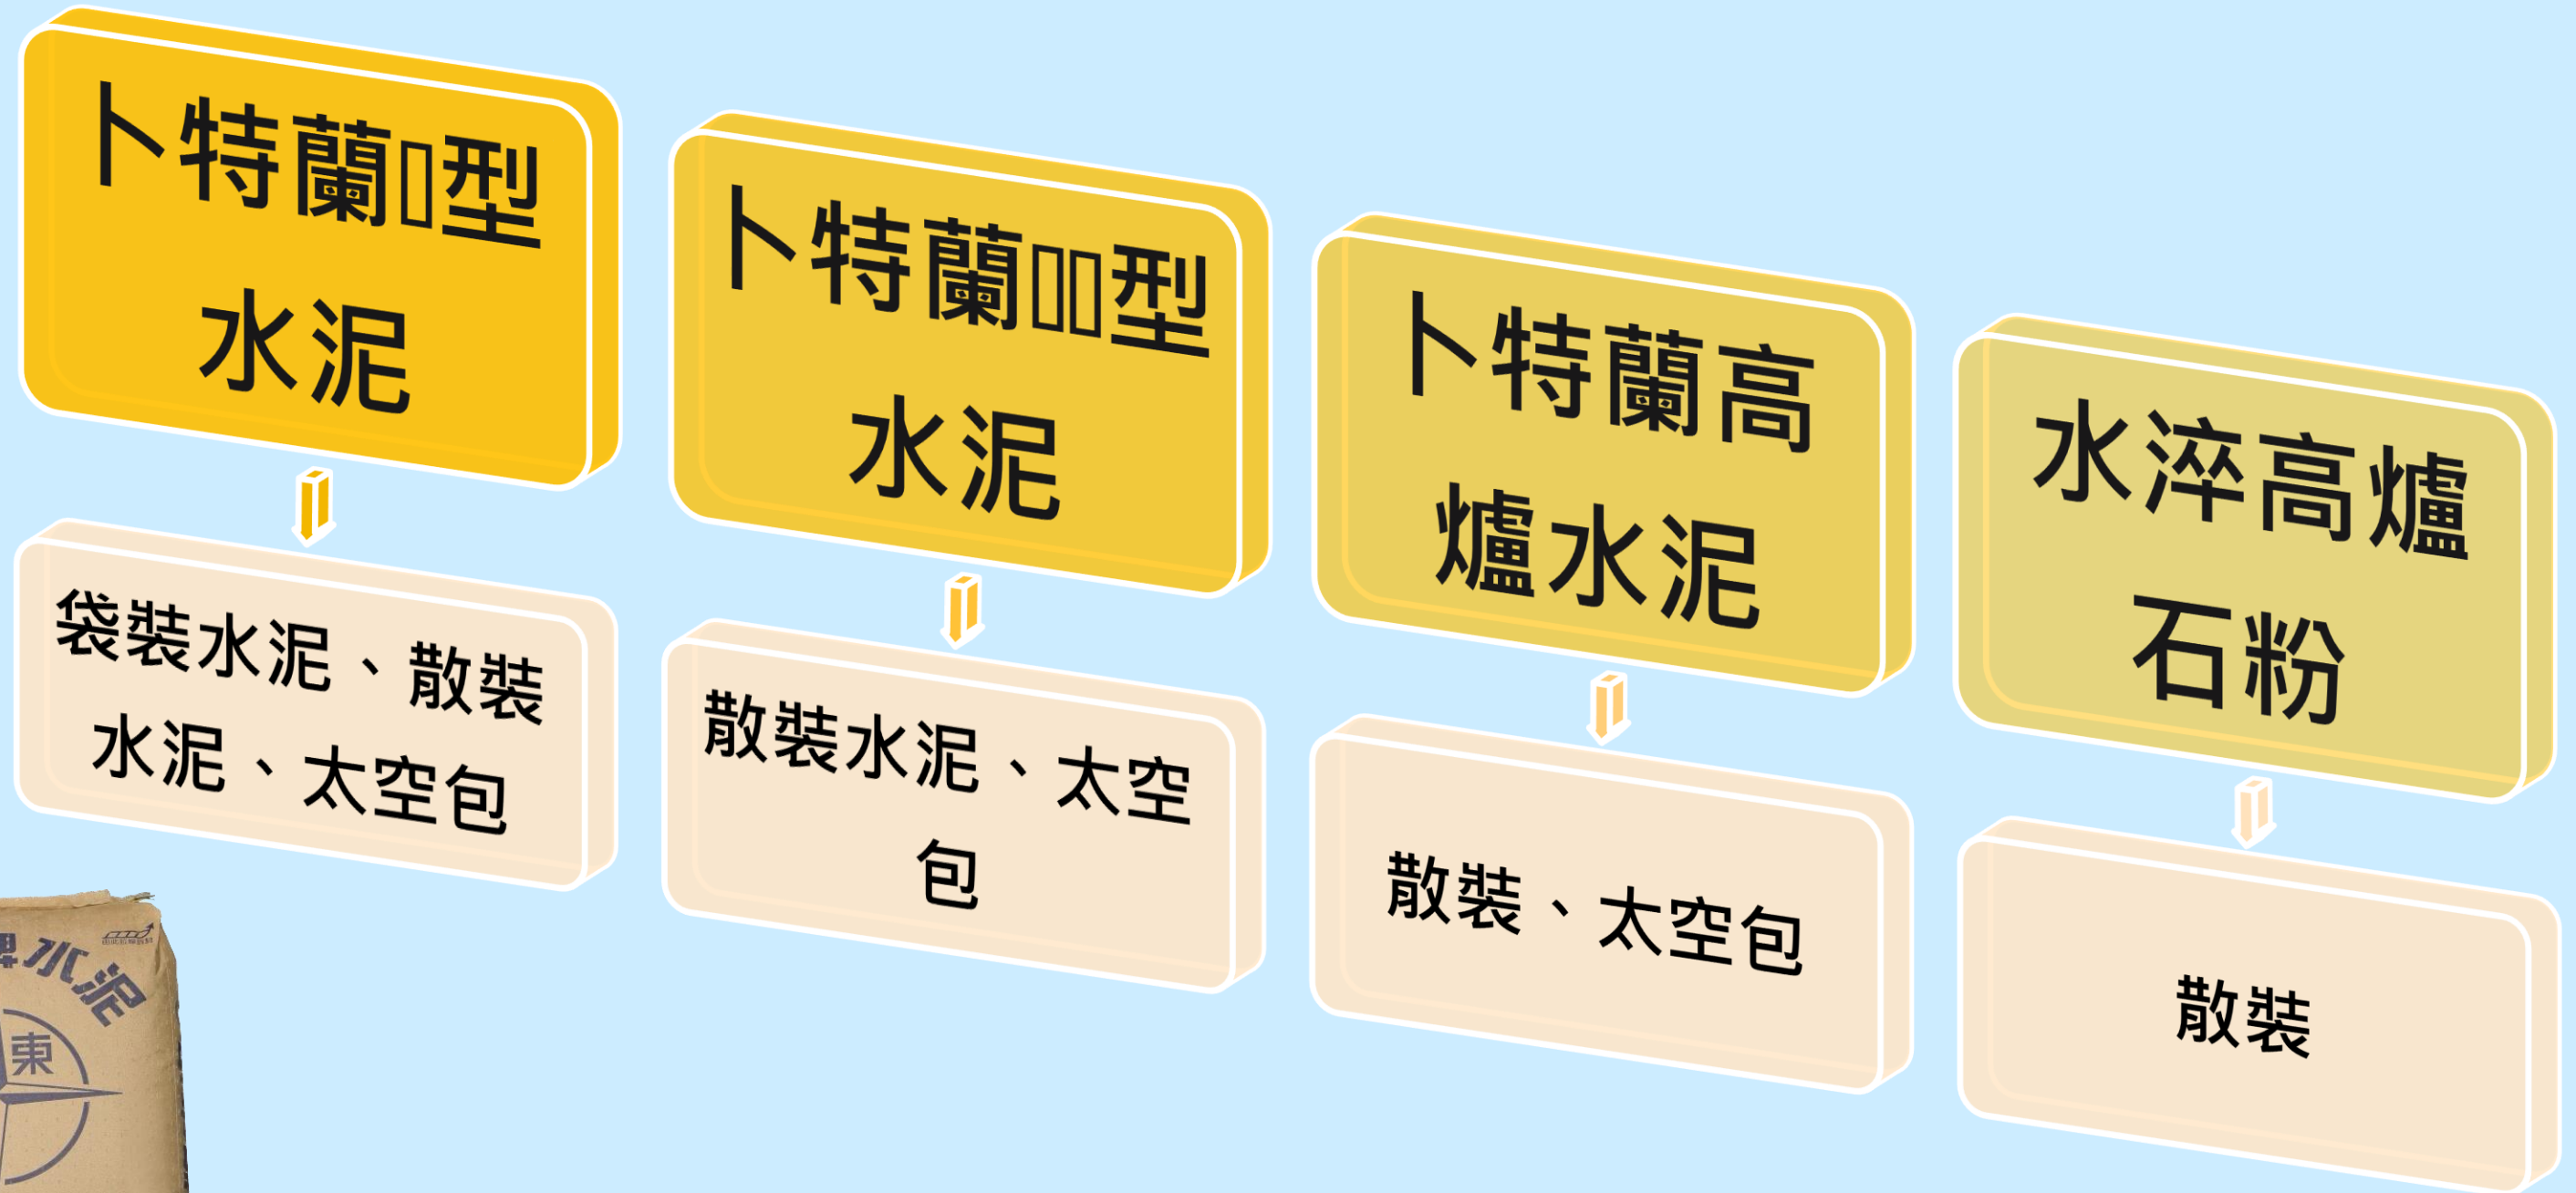 卜特蘭▯型
水泥
袋裝水泥、散裝
水泥、太空包
卜特蘭▯▯型
水泥
散裝水泥、太空
包
卜特蘭高
爐水泥
散裝、太空包
水淬高爐
石粉
散裝
水泥
東